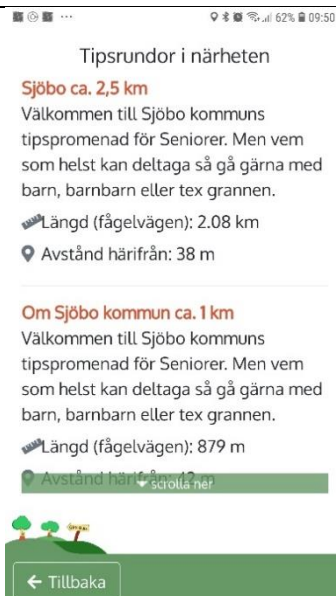 62% 09:50
Tipsrundor i närheten
Sjöbo ca. 2,5 km
Välkommen till Sjöbo kommuns
tipspromenad för Seniorer. Men vem
som helst kan deltaga så gå gärna med
barn, barnbarn eller tex grannen.
Längd (fågelvägen): 2.08 km
Avstånd härifrån: 38 m
Om Sjöbo kommun ca. 1 km
Välkommen till Sjöbo kommuns
tipspromenad för Seniorer. Men vem
som helst kan deltaga så gå gärna med
barn, barnbarn eller tex grannen.
Längd (fågelvägen): 879 m
Avstånd härifrån: 42 m
scrolla ner
← Tillbaka